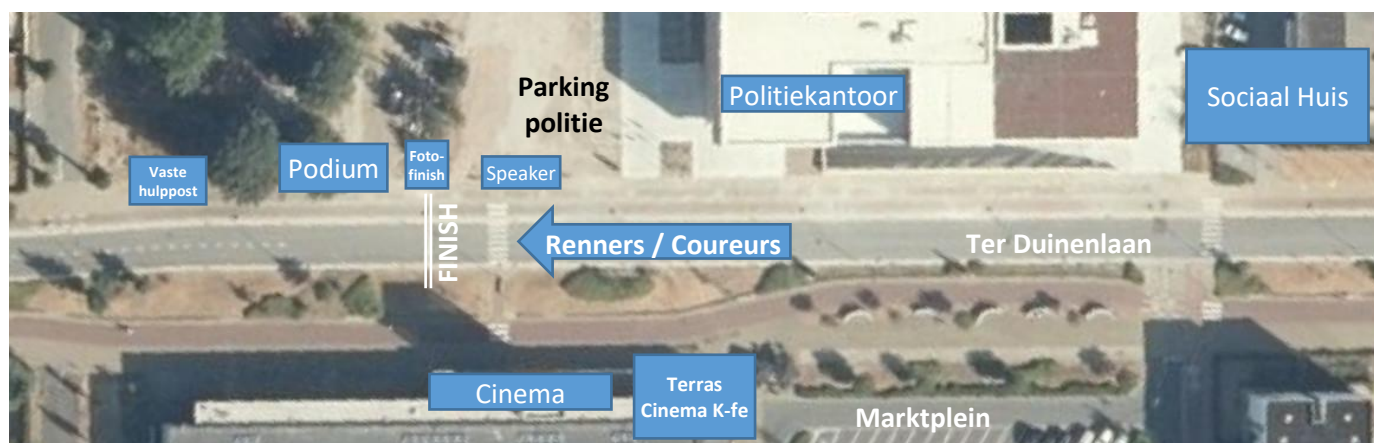 Parking
politie
Politiekantoor
Sociaal Huis
Vaste
hulppost
Podium
Foto-
finish
Speaker
FINISH
Renners / Coureurs
Ter Duinenlaan
Cinema
Terras
Cinema K-fe
Marktplein